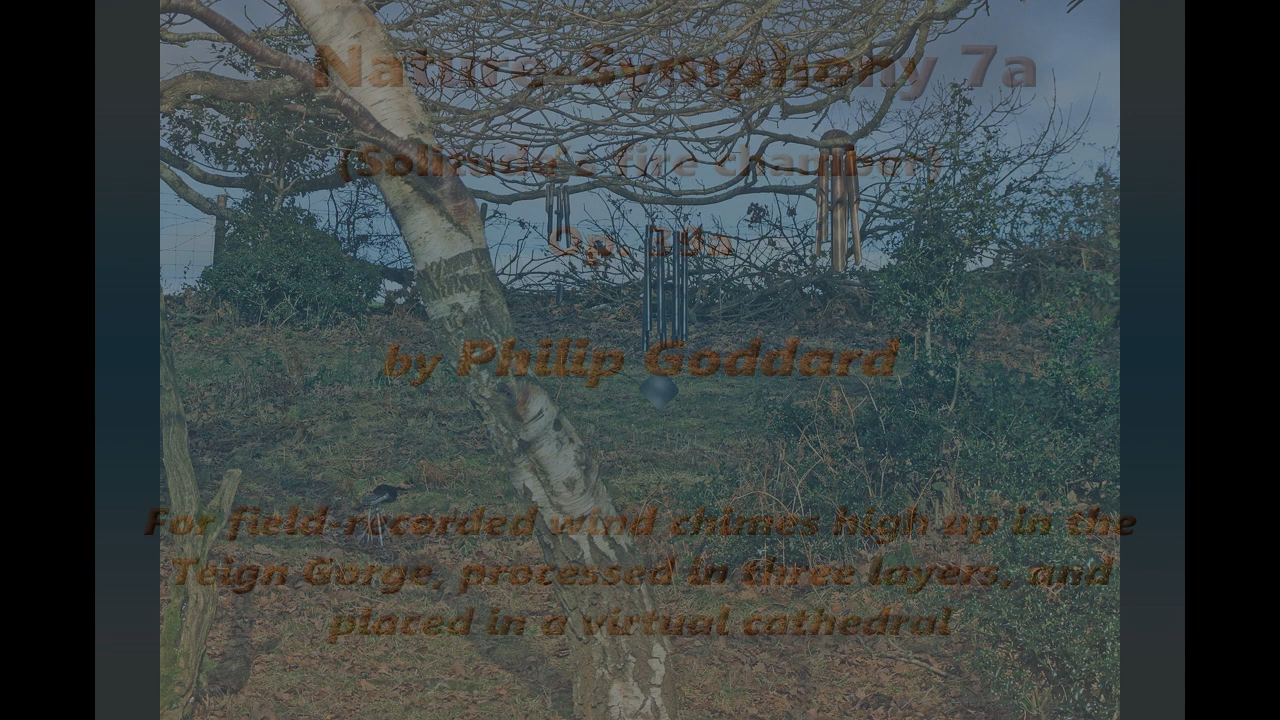 Nature Symphony 7a
(Solitude's fire chamber)
Op. 15a
by Philip Goddard
For field-recorded wind chimes high up in the
Teign Gorge, processed in three layers, and
placed in a virtual cathedral